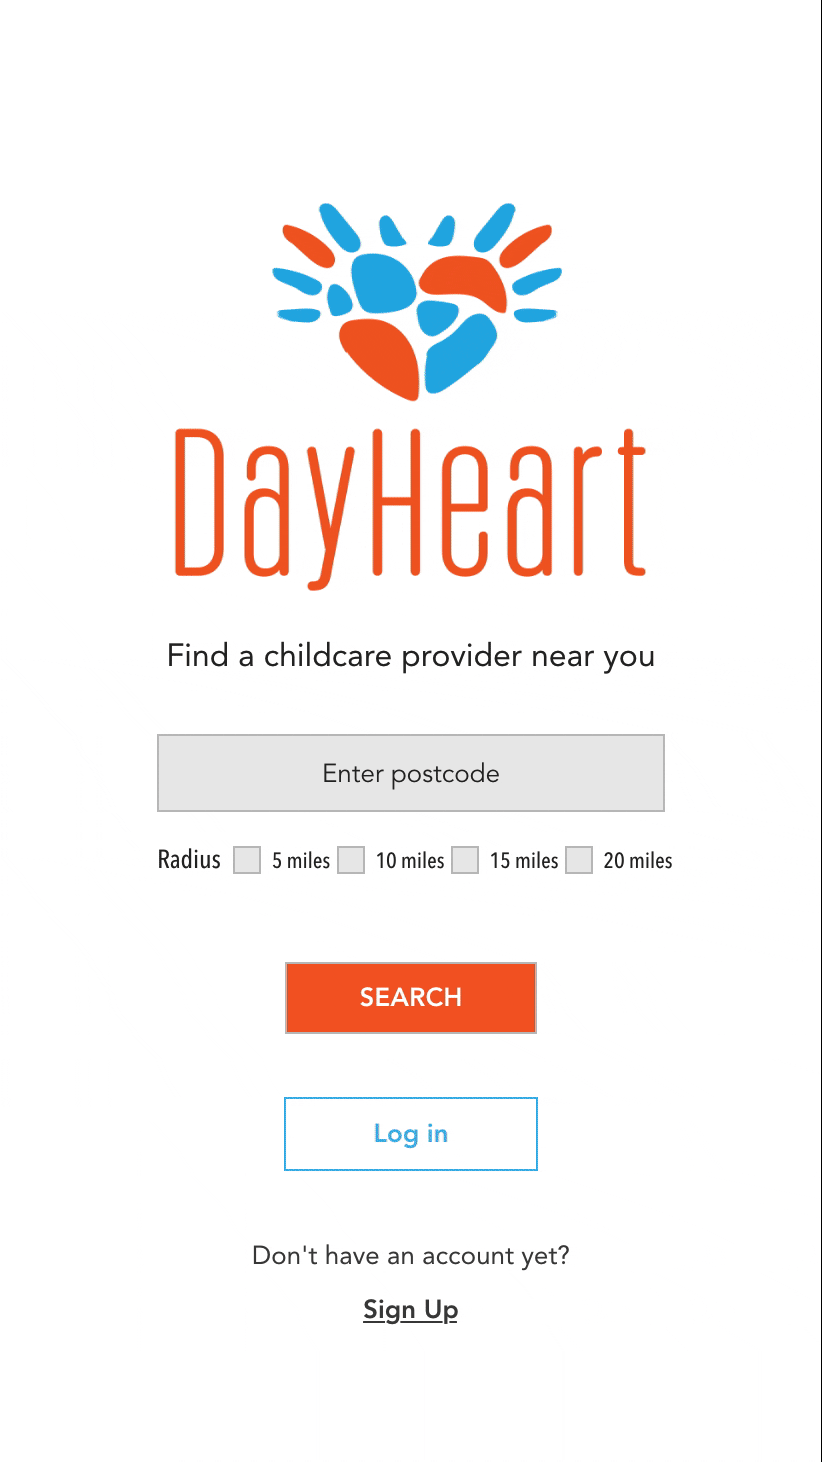 DayHeart
Find a childcare provider near you
Enter postcode
Radius 5 miles 10 miles 15 miles 20 miles
SEARCH
Log in
Don't have an account yet?
Sign Up